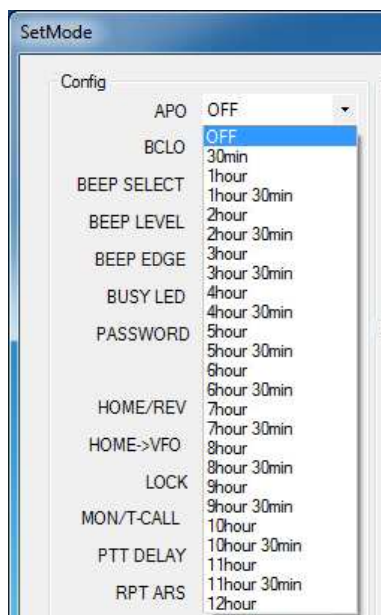 SetMode
Config
APO OFF
OFF
30min
1hour
1hour 30min
2hour
2hour 30min
3hour
3hour 30min
4hour
4hour 30min
5hour
5hour 30min
6hour
6hour 30min
7hour
7hour 30min
8hour
8hour 30min
9hour
9hour 30min
10hour
10hour 30min
11hour
11hour 30min
12hour
BCLO
BEEP SELECT
BEEP LEVEL
BEEP EDGE
BUSY LED
PASSWORD
HOME/REV
HOME->VFO
LOCK
MON/T-CALL
PTT DELAY
RPT ARS